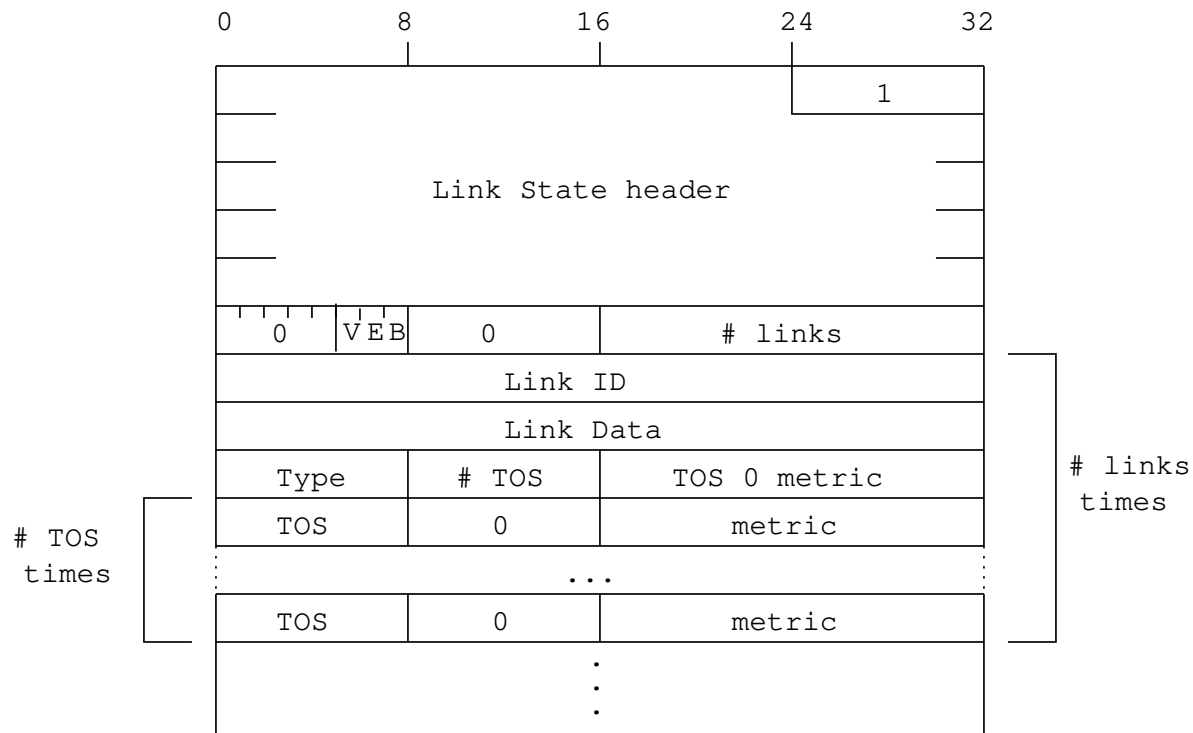 0 8 16 24 32
1
Link State header
0 V E B 0 # links
Link ID
Link Data
Type # TOS TOS 0 metric
# links
times
TOS 0 metric
# TOS
times
...
TOS 0 metric
.
.
.